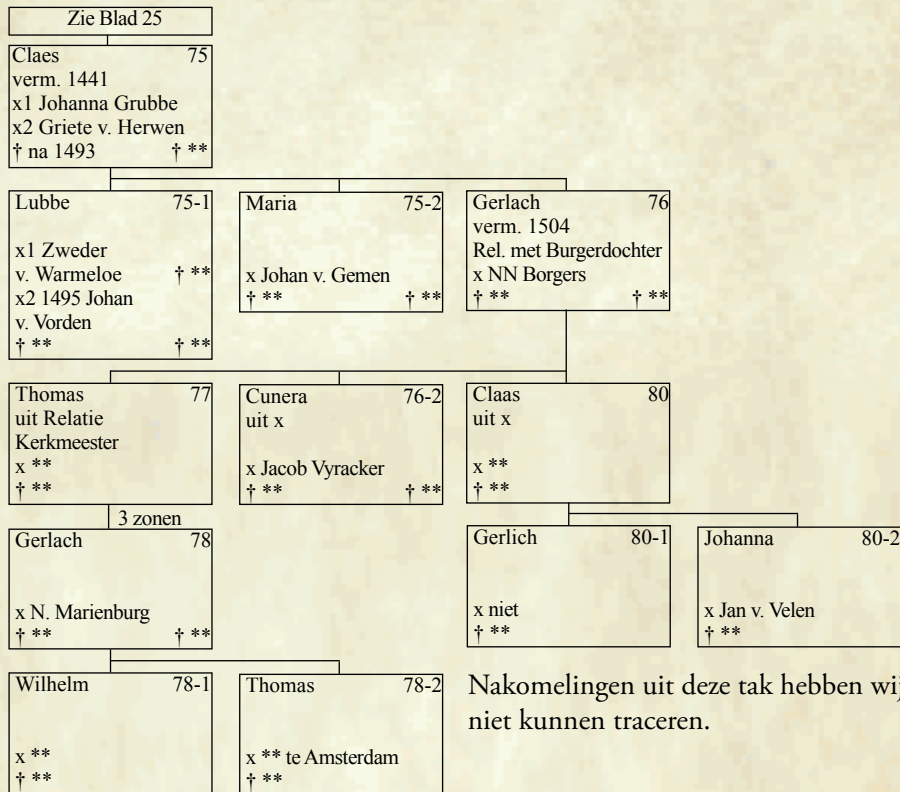 Zie Blad 25
Claes 75
verm. 1441
x1 Johanna Grubbe
x2 Griete v. Herwen
† na 1493 † **
Lubbe 75-1
x1 Zweder
v. Warmeloe † **
x2 1495 Johan
v. Vorden
† ** † **
Maria 75-2
x Johan v. Gemen
† ** † **
Gerlach 76
verm. 1504
Rel. met Burgerdochter
x NN Borgers
† ** † **
Thomas 77
uit Relatie
Kerkmeester
x **
† **
Cunera 76-2
uit x
x Jacob Vyracker
† ** † **
Claas 80
uit x
x **
† **
3 zonen
Gerlach 78
x N. Marienburg
† ** † **
Gerlich 80-1
x niet
† **
Johanna 80-2
x Jan v. Velen
† **
Wilhelm 78-1
x **
† **
Thomas 78-2
x ** te Amsterdam
† **
Nakomelingen uit deze tak hebben wij
niet kunnen traceren.